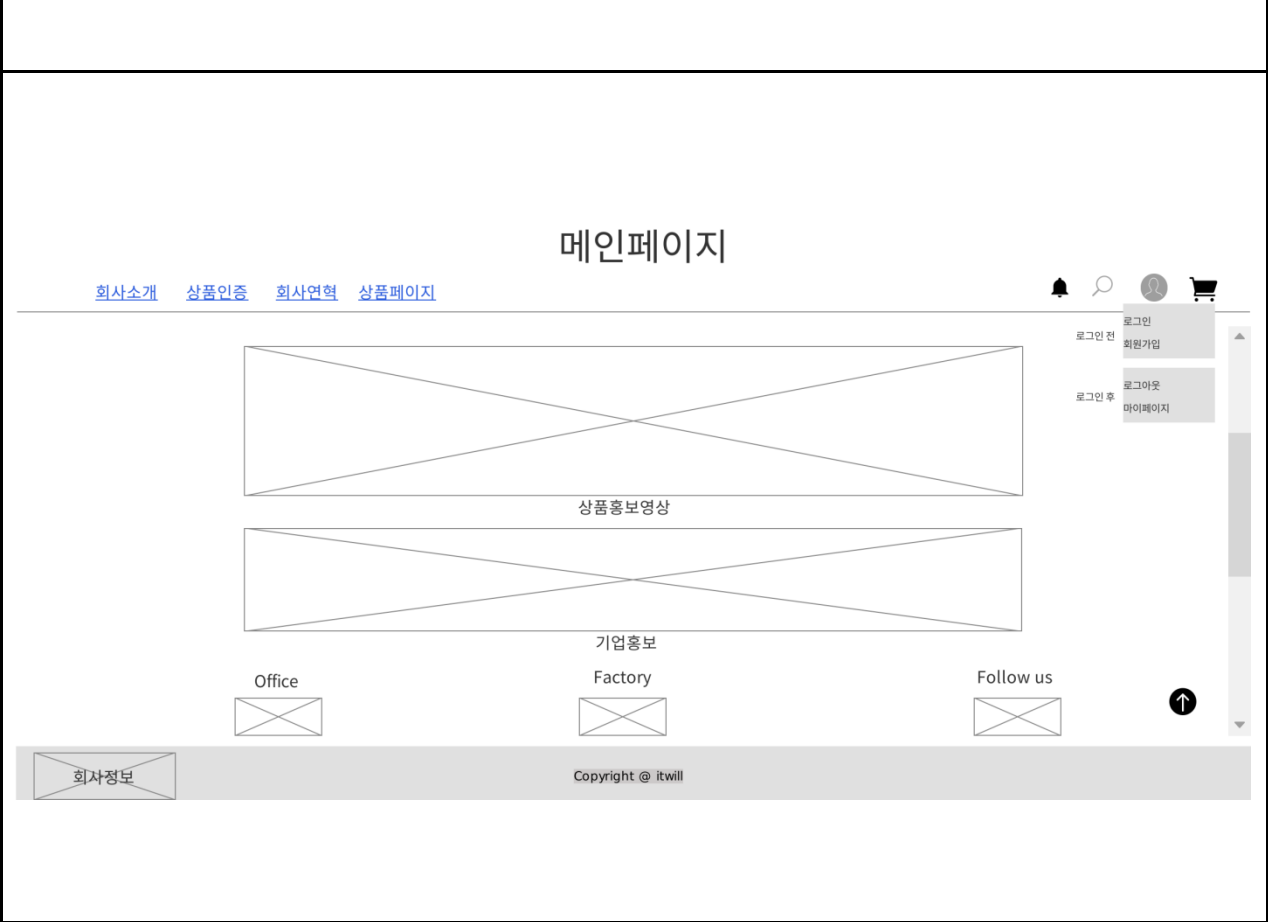 메인페이지
회사소개 상품인증 회사연혁 상품페이지
로그인 전
로그인
회원가입
로그인 후
로그아웃
마이페이지
상품홍보영상
기업홍보
Office Factory Follow us
회사정보
Copyright @ itwill